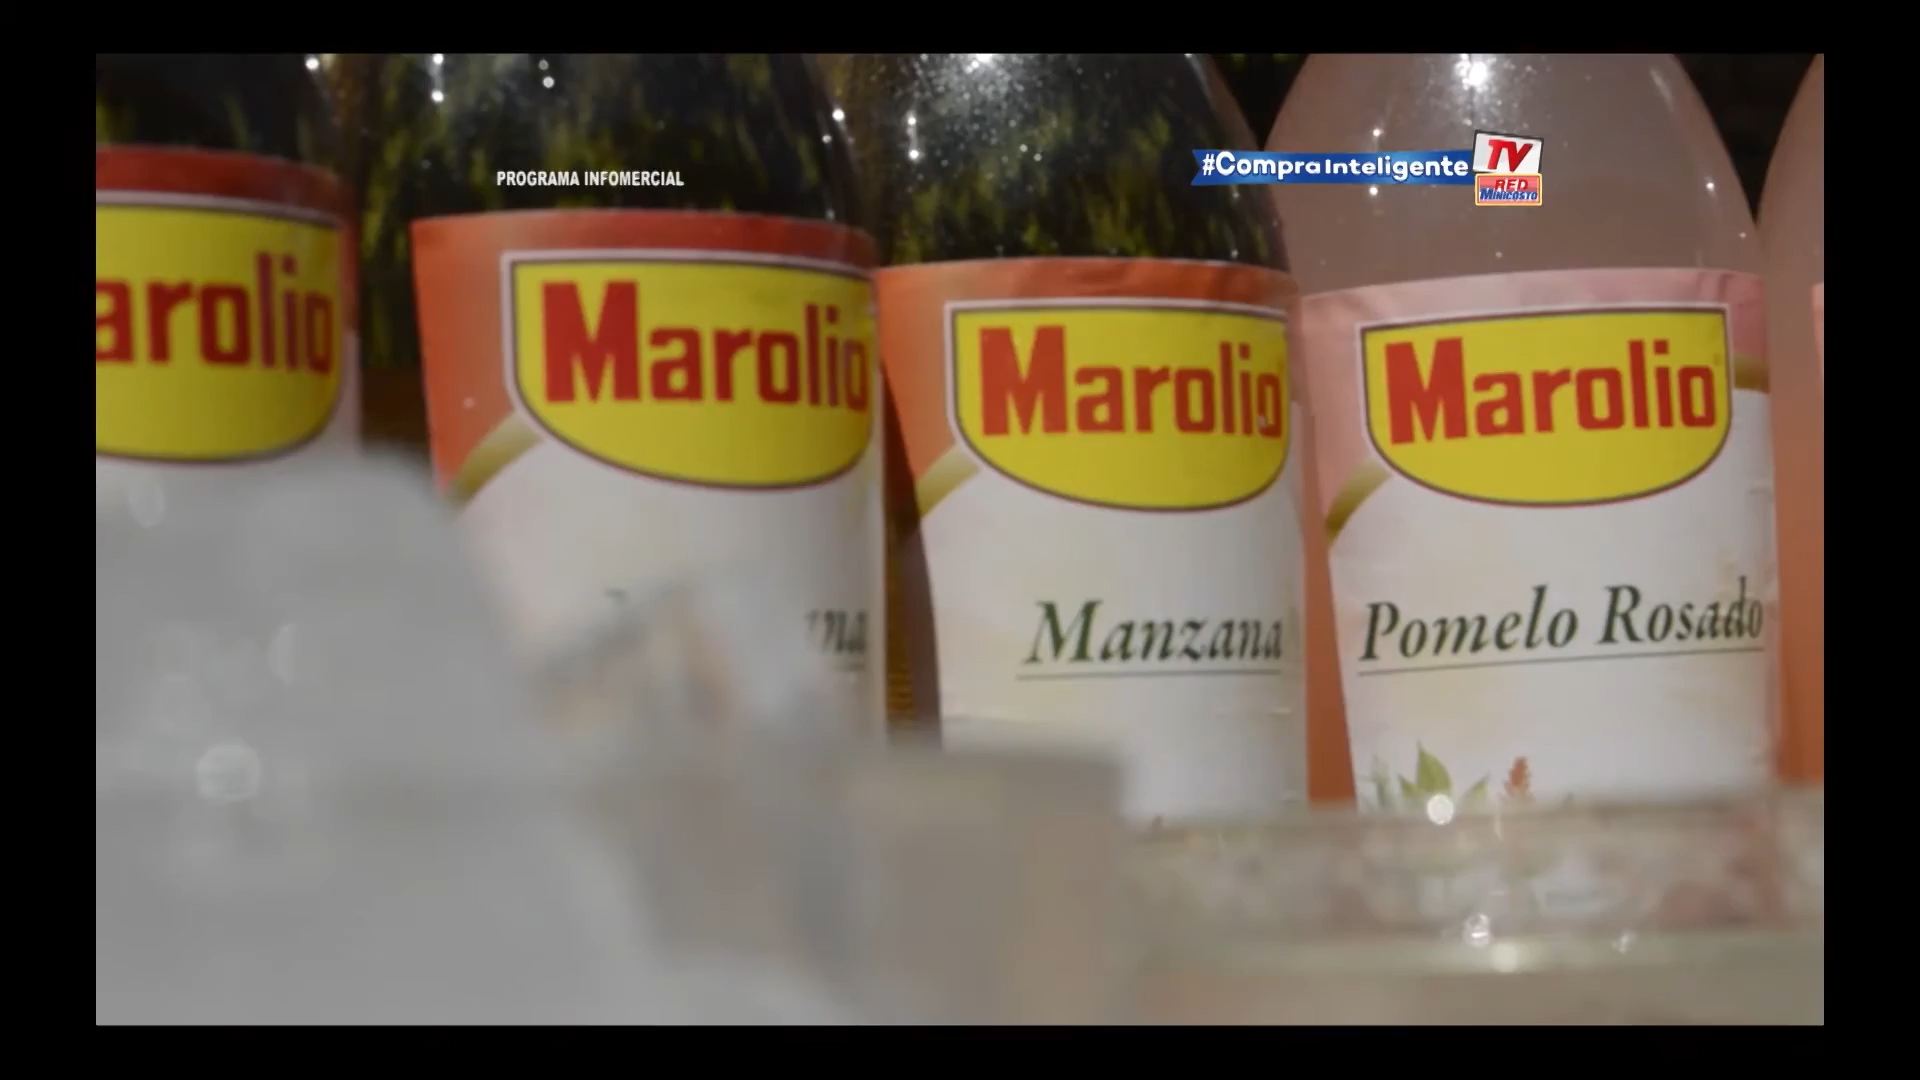 PROGRAMA INFOMERCIAL
#CompraInteligente
TV
RED
MINICOSTO
arolio
Marolio
Marolio
Marolio
Manzana
Pomelo Rosado